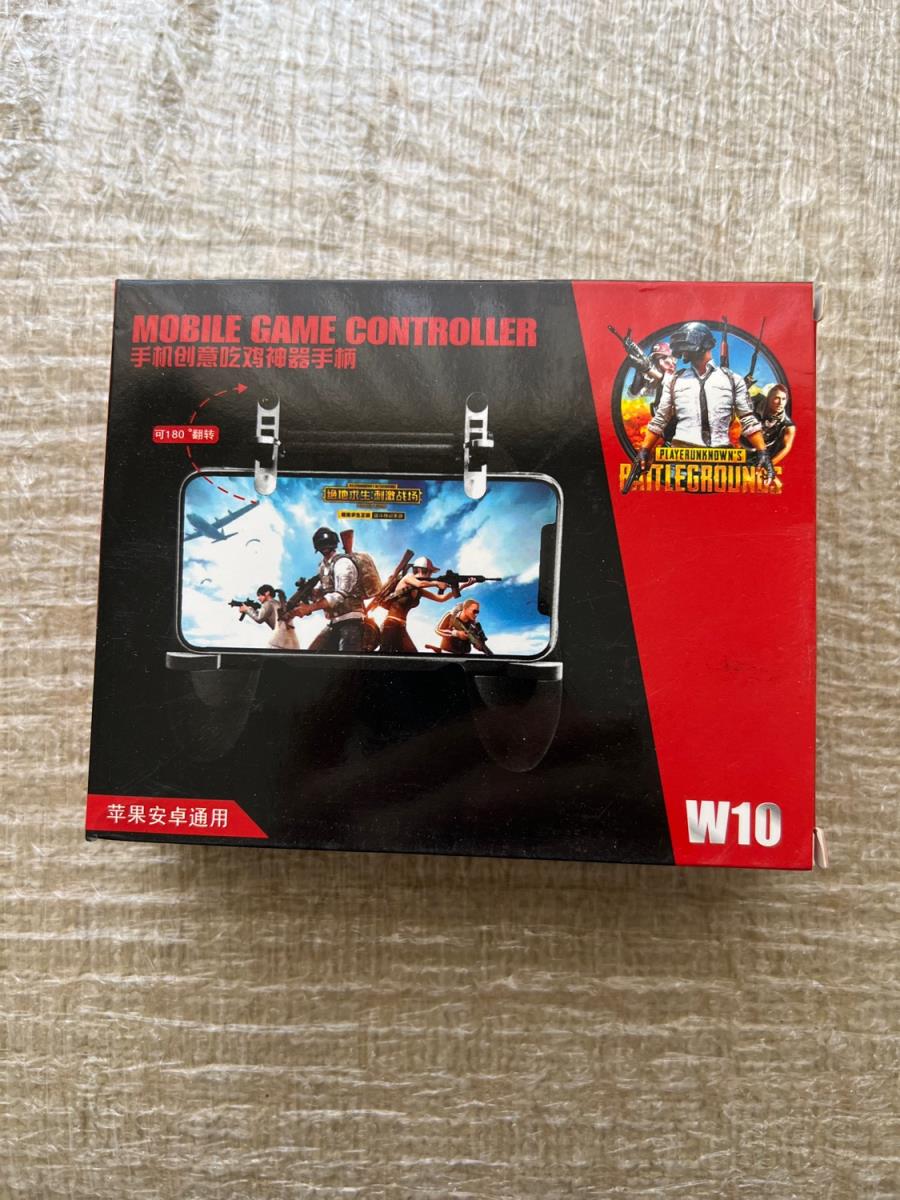 MOBILE GAME CONTROLLER
手机创意吃鸡神器手柄
可180°翻转
绝地求生:刺激战场
PLAYERUNKNOWN'S
BATTLEGROUNDS
苹果安卓通用
W10